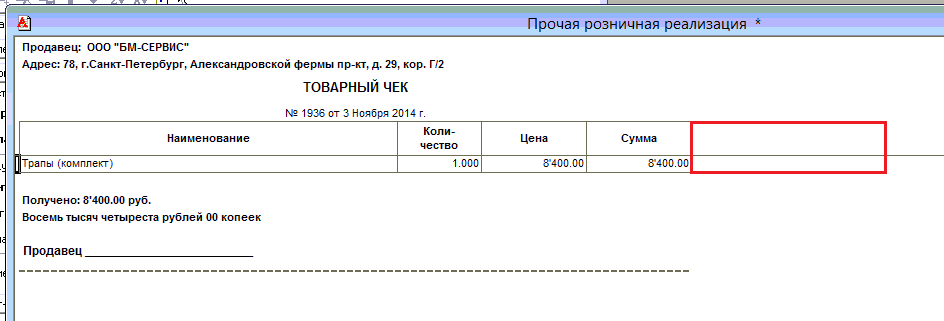 Прочая розничная реализация *
Продавец: ООО "БМ-СЕРВИС"
Адрес: 78, г.Санкт-Петербург, Александровской фермы пр-кт, д. 29, кор. Г/2
ТОВАРНЫЙ ЧЕК
№ 1936 от 3 Ноября 2014 г.
Наименование Коли-
чество Цена Сумма
Трапы (комплект) 1.000 8'400.00 8'400.00
Получено: 8'400.00 руб.
Восемь тысяч четыреста рублей 00 копеек
Продавец